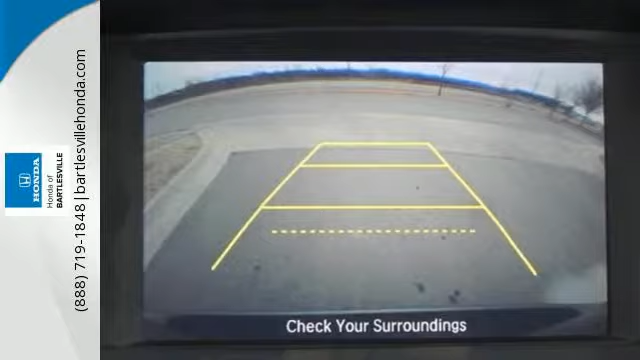 (888) 719-1848|bartlesvillehonda.com
HONDA
Honda of
BARTLESVILLE
Check Your Surroundings